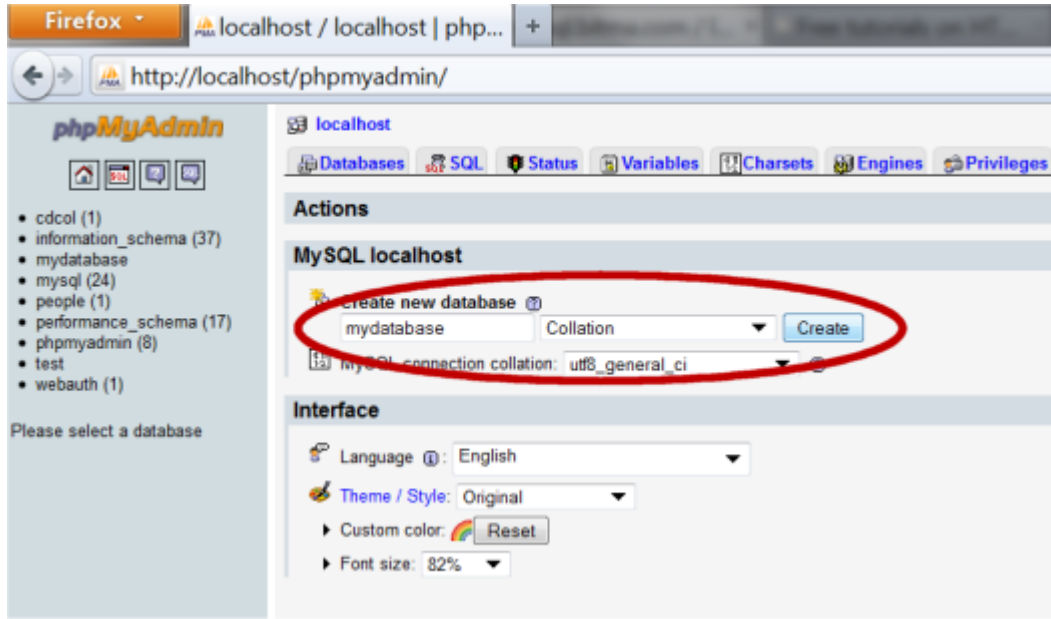 Firefox
localhost / localhost | php... +
http://localhost/phpmyadmin/
phpMyAdmin
SQL
cdcol (1)
information_schema (37)
mydatabase
mysql (24)
people (1)
performance_schema (17)
phpmyadmin (8)
test
webauth (1)
Please select a database
localhost
Databases SQL Status Variables Charsets Engines Privileges
Actions
MySQL localhost
Create new database
mydatabase Collation Create
MySQL connection collation: utf8_general_ci
Interface
Language : English
Theme / Style: Original
Custom color: Reset
Font size: 82%